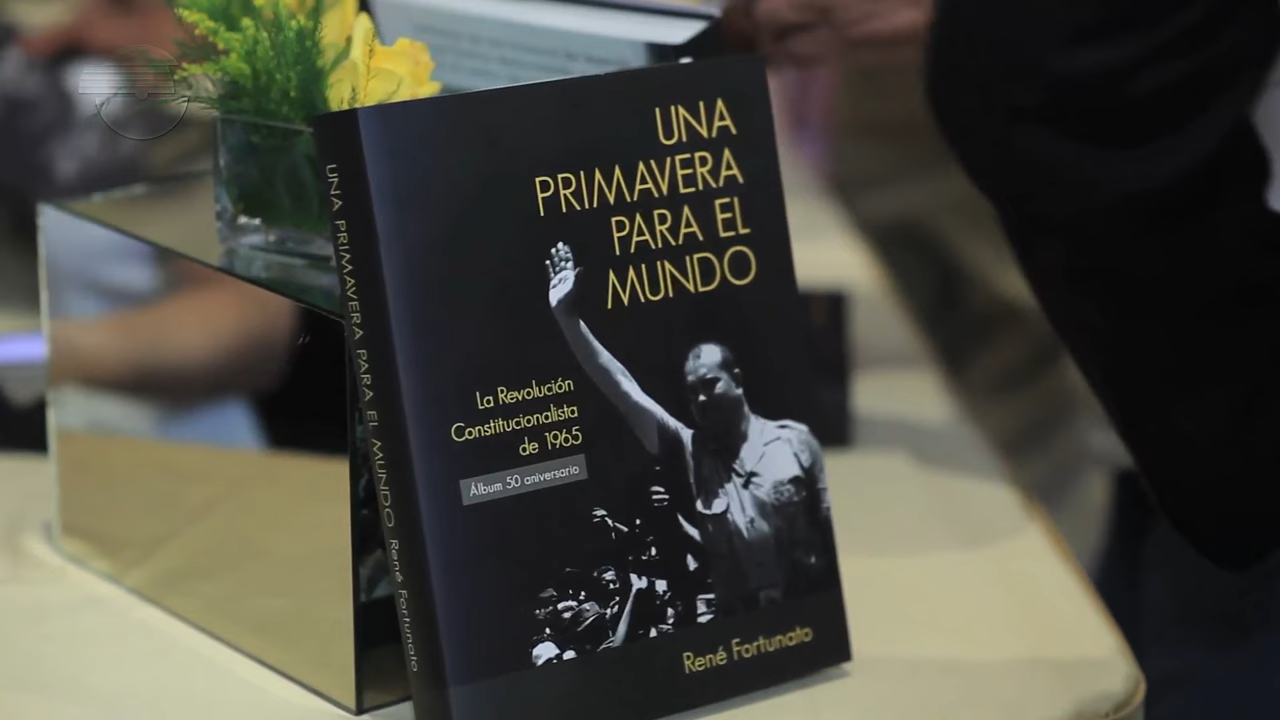 UNA
PRIMAVERA
PARA EL
MUNDO
La Revolución
Constitucionalista
de 1965
Álbum 50 aniversario
René Fortunato
UNA PRIMAVERA PARA EL MUNDO René Fortunato